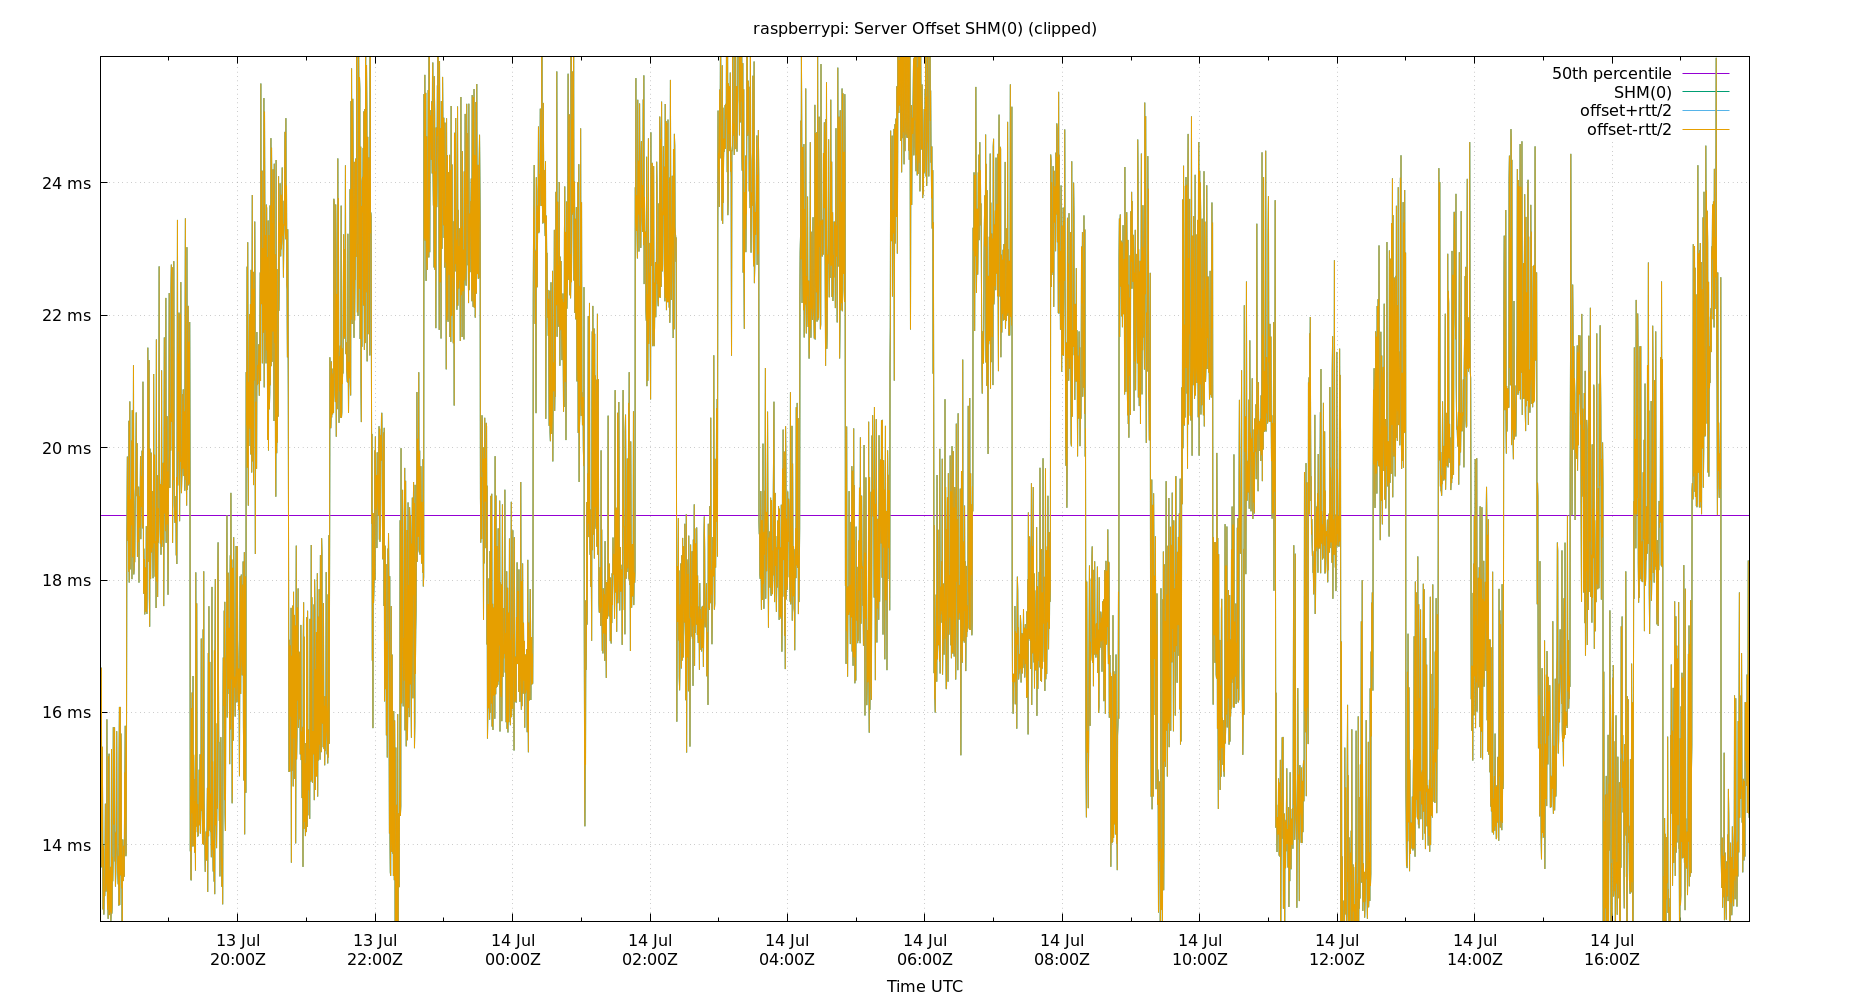 raspberrypi: Server Offset SHM(0) (clipped)
50th percentile
SHM(0)
offset+rtt/2
offset-rtt/2
24 ms
22 ms
20 ms
18 ms
16 ms
14 ms
13 Jul 13 Jul 14 Jul 14 Jul 14 Jul 14 Jul 14 Jul 14 Jul 14 Jul 14 Jul 14 Jul
20:00Z 22:00Z 00:00Z 02:00Z 04:00Z 06:00Z 08:00Z 10:00Z 12:00Z 14:00Z 16:00Z
Time UTC